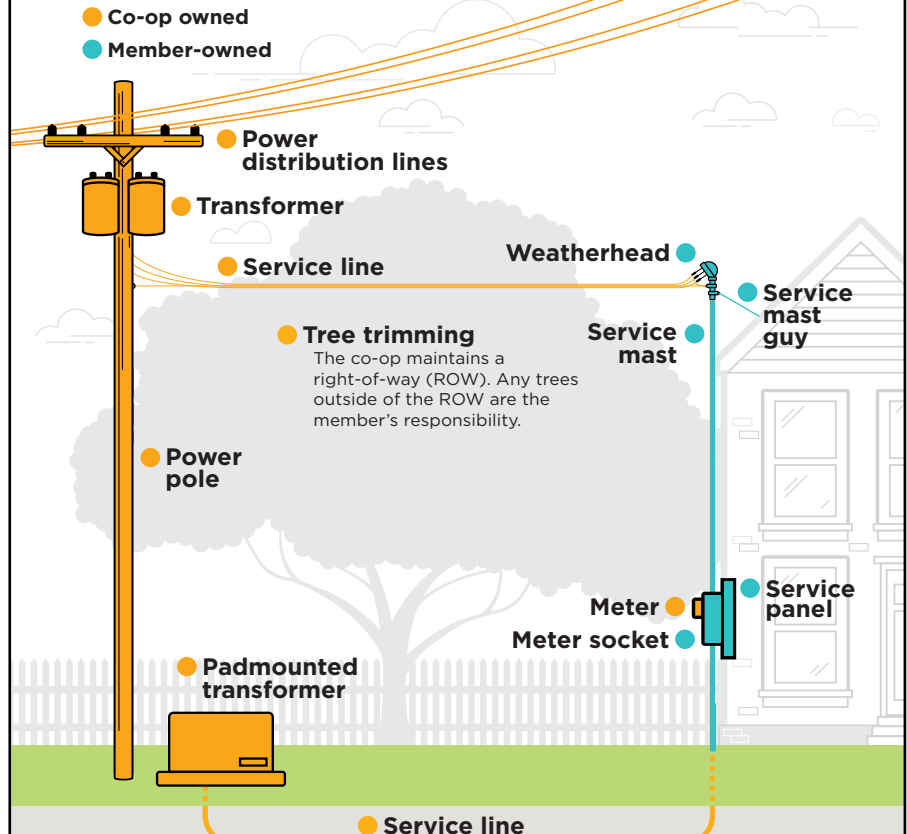 Co-op owned
Member-owned
Power
distribution lines
Transformer
Service line
Weatherhead
Service
mast
guy
Tree trimming
The co-op maintains a
right-of-way (ROW). Any trees
outside of the ROW are the
member’s responsibility.
Service
mast
Power
pole
Service
panel
Meter
Meter socket
Padmounted
transformer
Service line